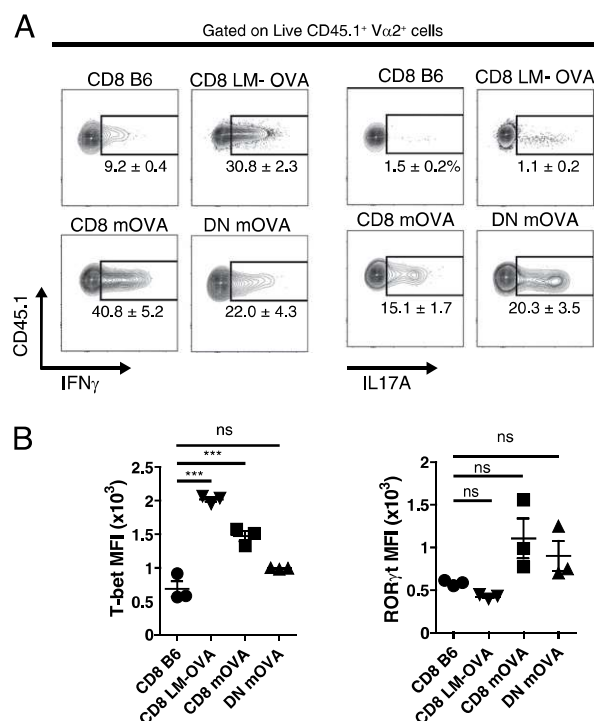 A
Gated on Live CD45.1⁺ Vα2⁺ cells
CD8 B6 CD8 LM- OVA CD8 B6 CD8 LM- OVA
9.2 ± 0.4 30.8 ± 2.3 1.5 ± 0.2% 1.1 ± 0.2
CD8 mOVA DN mOVA CD8 mOVA DN mOVA
40.8 ± 5.2 22.0 ± 4.3 15.1 ± 1.7 20.3 ± 3.5
CD45.1
IFNγ IL17A
B
ns
***
***
T-bet MFI (x10³)
2.5
2
1.5
1
0.5
0
CD8 B6
CD8 LM-OVA
CD8 mOVA
DN mOVA
ns
ns
ns
RORγt MFI (x10³)
2
1.5
1
0.5
0
CD8 B6
CD8 LM-OVA
CD8 mOVA
DN mOVA